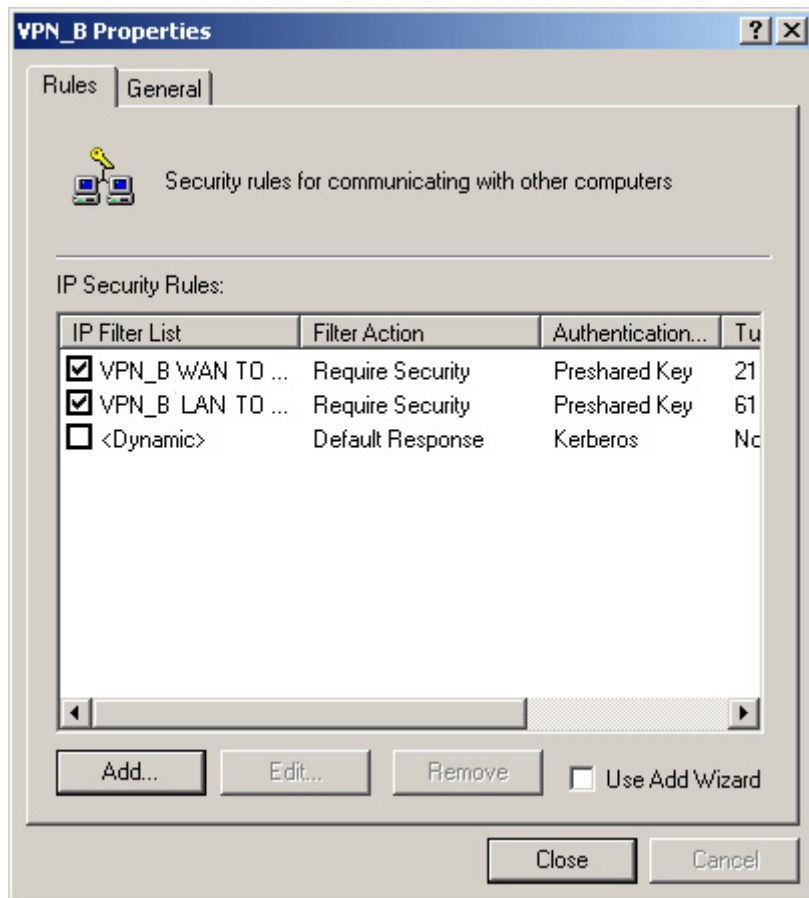 VPN_B Properties
Rules General
Security rules for communicating with other computers
IP Security Rules:
IP Filter List Filter Action Authentication... Tu
VPN_B WAN TO ... Require Security Preshared Key 21
VPN_B LAN TO ... Require Security Preshared Key 61
<Dynamic> Default Response Kerberos No
Add... Edit... Remove Use Add Wizard
Close Cancel